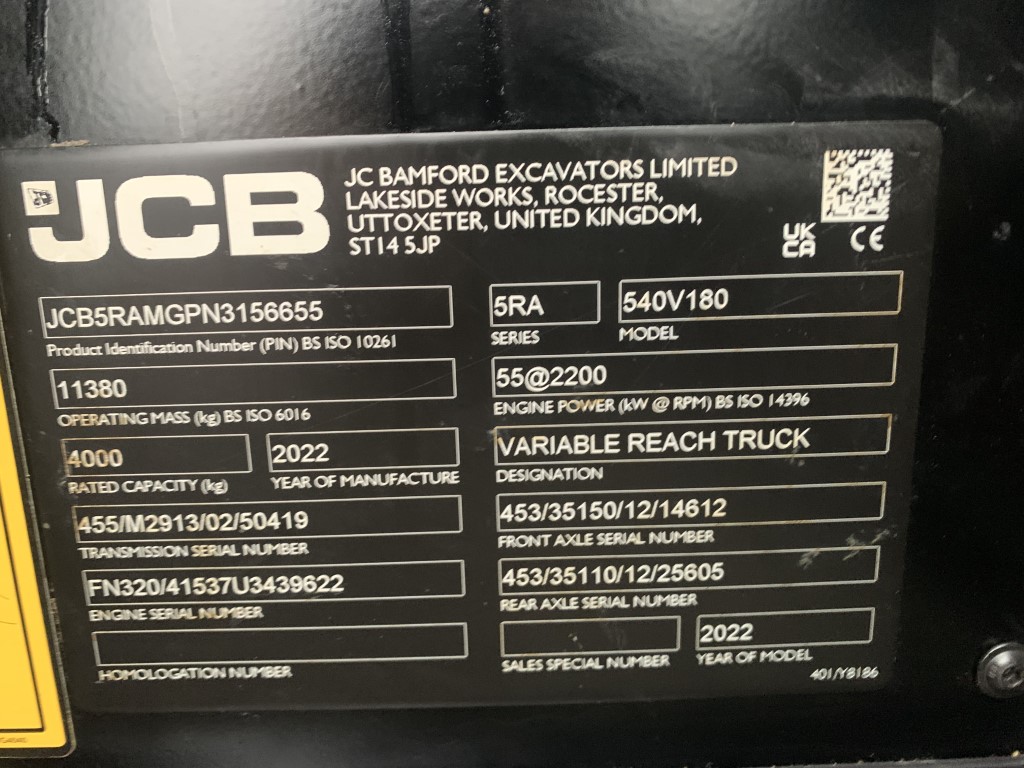 JCB
JC BAMFORD EXCAVATORS LIMITED
LAKESIDE WORKS, ROCESTER,
UTTOXETER, UNITED KINGDOM,
ST14 5JP
UK
CA
CE
JCB5RAMGPN3156655
Product Identification Number (PIN) BS ISO 10261
5RA
SERIES
540V180
MODEL
11380
OPERATING MASS (kg) BS ISO 6016
55@2200
ENGINE POWER (kW @ RPM) BS ISO 14396
4000
RATED CAPACITY (kg)
2022
YEAR OF MANUFACTURE
VARIABLE REACH TRUCK
DESIGNATION
455/M2913/02/50419
TRANSMISSION SERIAL NUMBER
453/35150/12/14612
FRONT AXLE SERIAL NUMBER
FN320/41537U3439622
ENGINE SERIAL NUMBER
453/35110/12/25605
REAR AXLE SERIAL NUMBER
HOMOLOGATION NUMBER
SALES SPECIAL NUMBER
2022
YEAR OF MODEL
401/Y8186